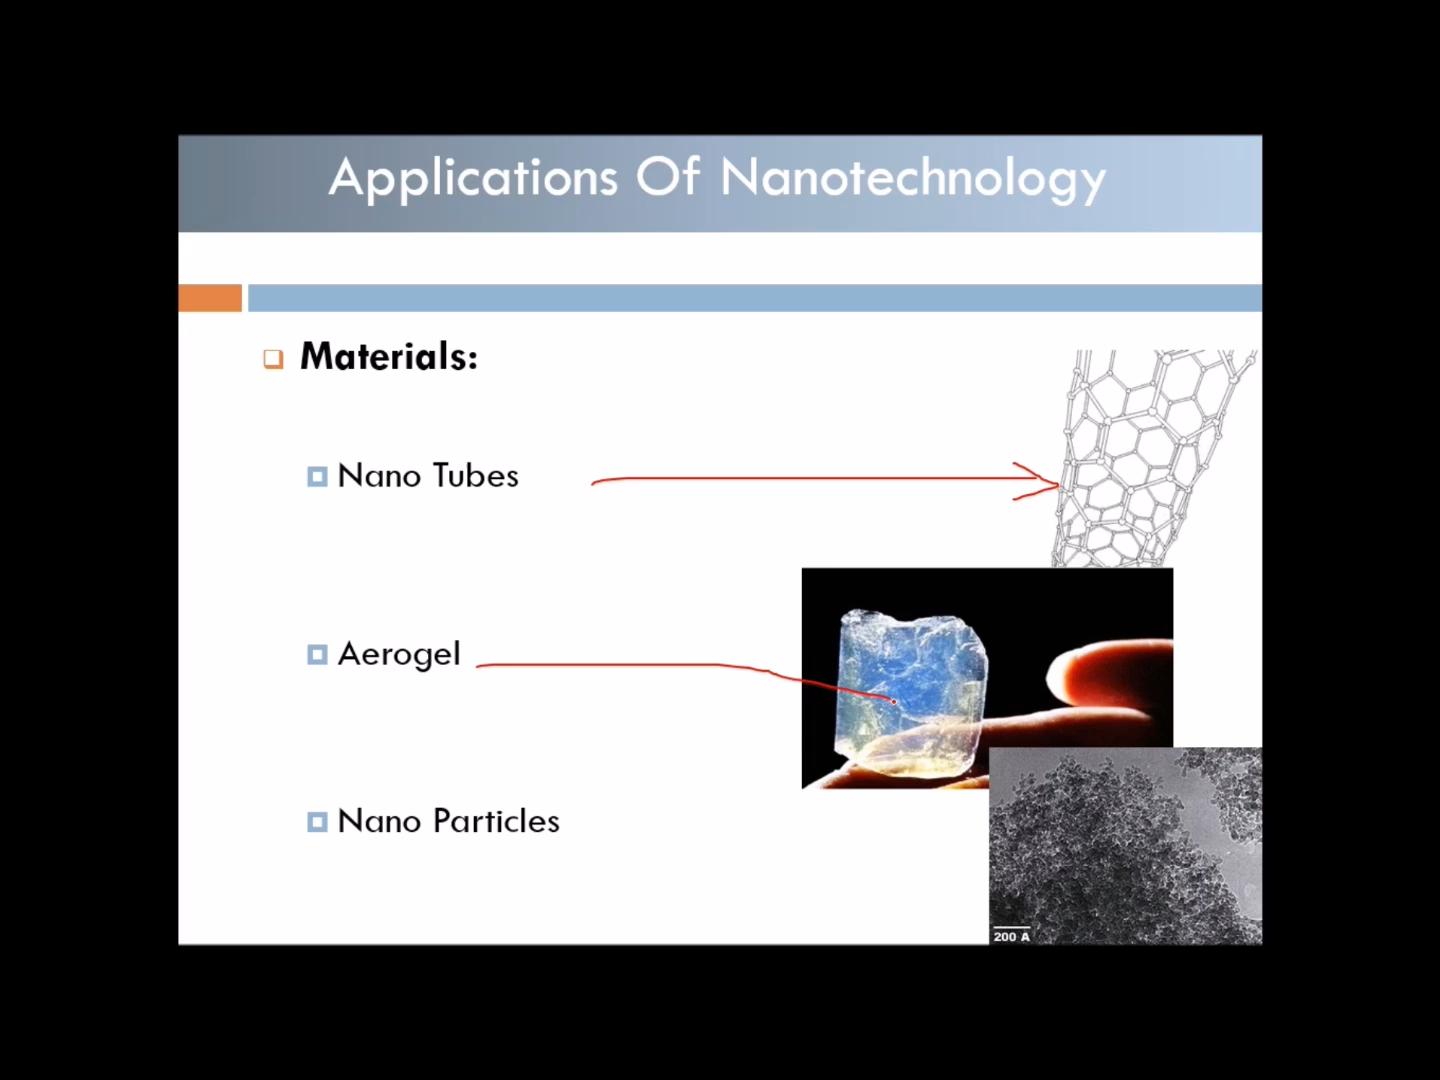 Applications Of Nanotechnology
Materials:
Nano Tubes
Aerogel
Nano Particles
200 A